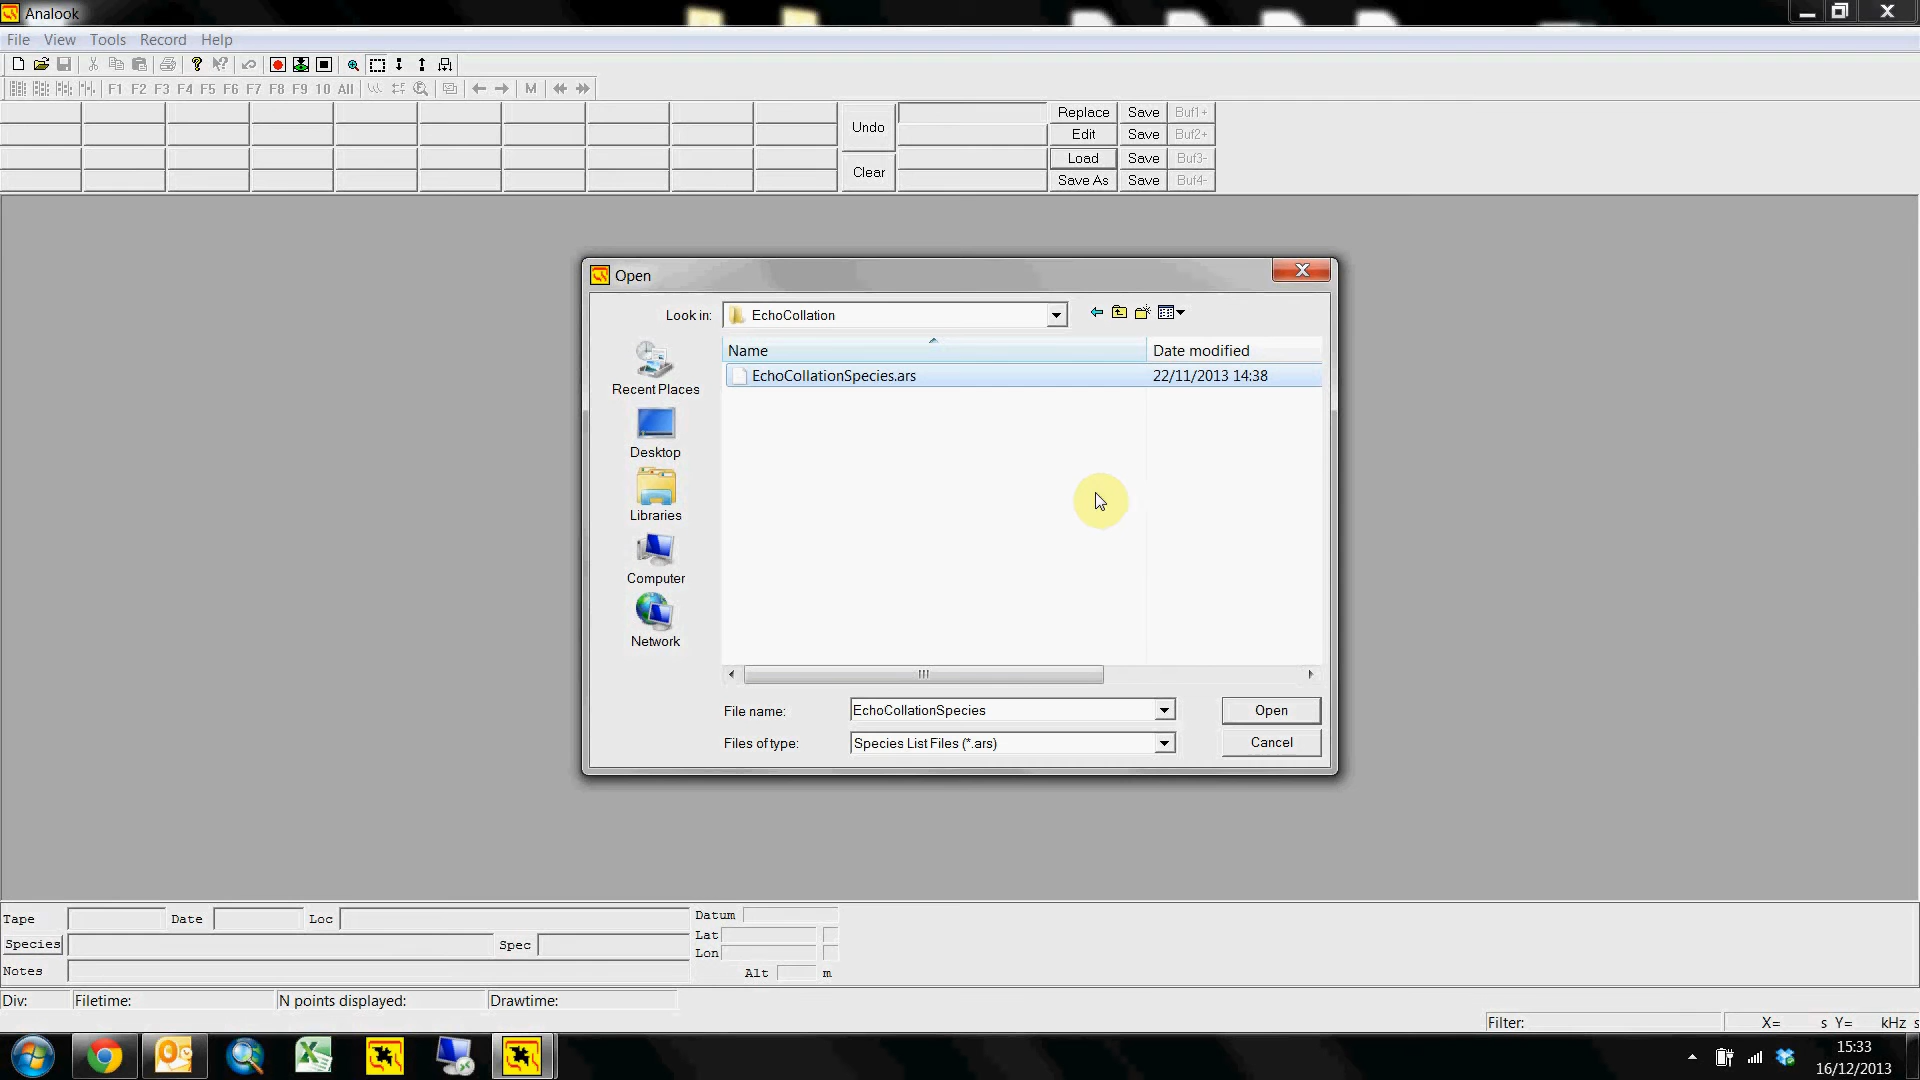 Analook
File View Tools Record Help
F1 F2 F3 F4 F5 F6 F7 F8 F9 10 All M
Undo
Clear
Replace Save Buf1+
Edit Save Buf2+
Load Save Buf3-
Save As Save Buf4-
Open
Look in: EchoCollation
Name Date modified
EchoCollationSpecies.ars 22/11/2013 14:38
Recent Places
Desktop
Libraries
Computer
Network
File name: EchoCollationSpecies Open
Files of type: Species List Files (*.ars) Cancel
Tape Date Loc Datum
Species Spec Lat
Lon
Notes Alt m
Div: Filetime: N points displayed: Drawtime:
Filter: X= s Y= kHz s
15:33
16/12/2013